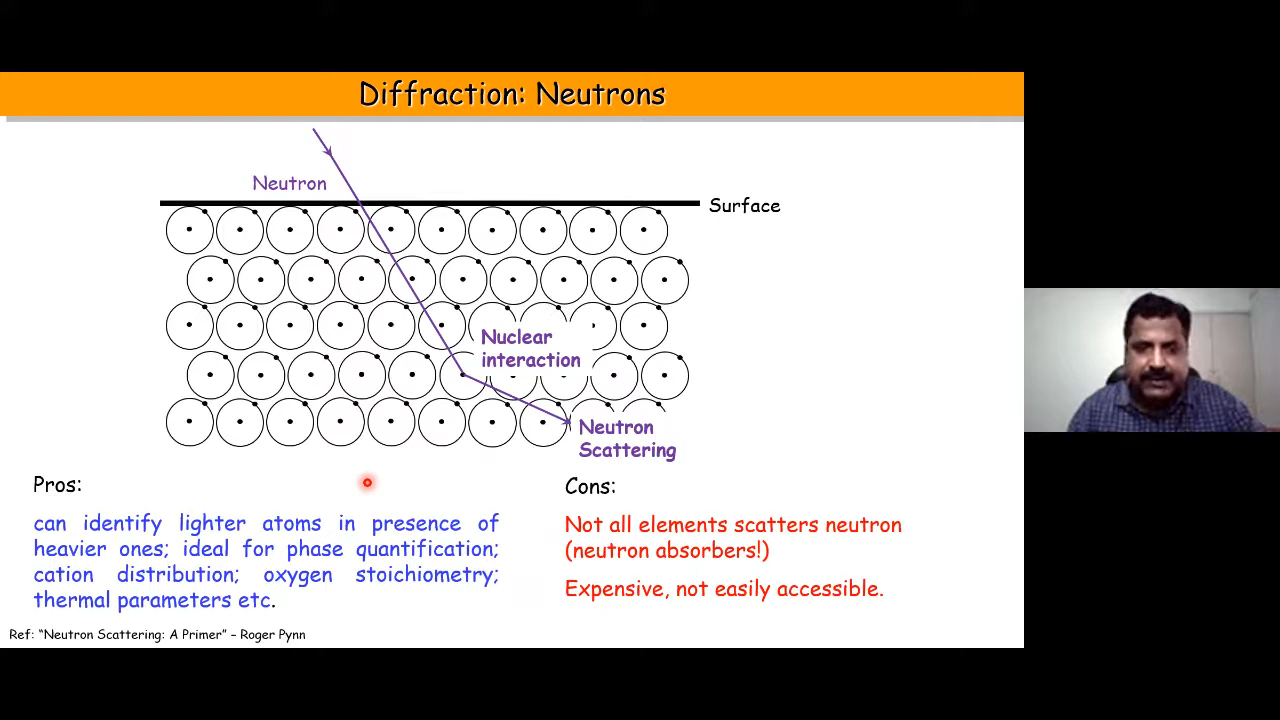 Diffraction: Neutrons
Neutron
Surface
Nuclear
interaction
Neutron
Scattering
Pros:
can identify lighter atoms in presence of
heavier ones; ideal for phase quantification;
cation distribution; oxygen stoichiometry;
thermal parameters etc.
Cons:
Not all elements scatters neutron
(neutron absorbers!)
Expensive, not easily accessible.
Ref: “Neutron Scattering: A Primer” – Roger Pynn